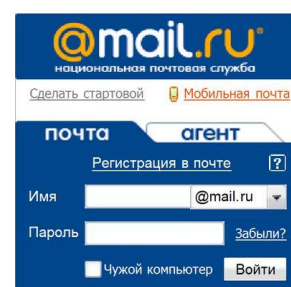 @mail.ru
национальная почтовая служба
Сделать стартовой Мобильная почта
почта агент
Регистрация в почте ?
Имя @mail.ru
Пароль Забыли?
Чужой компьютер Войти